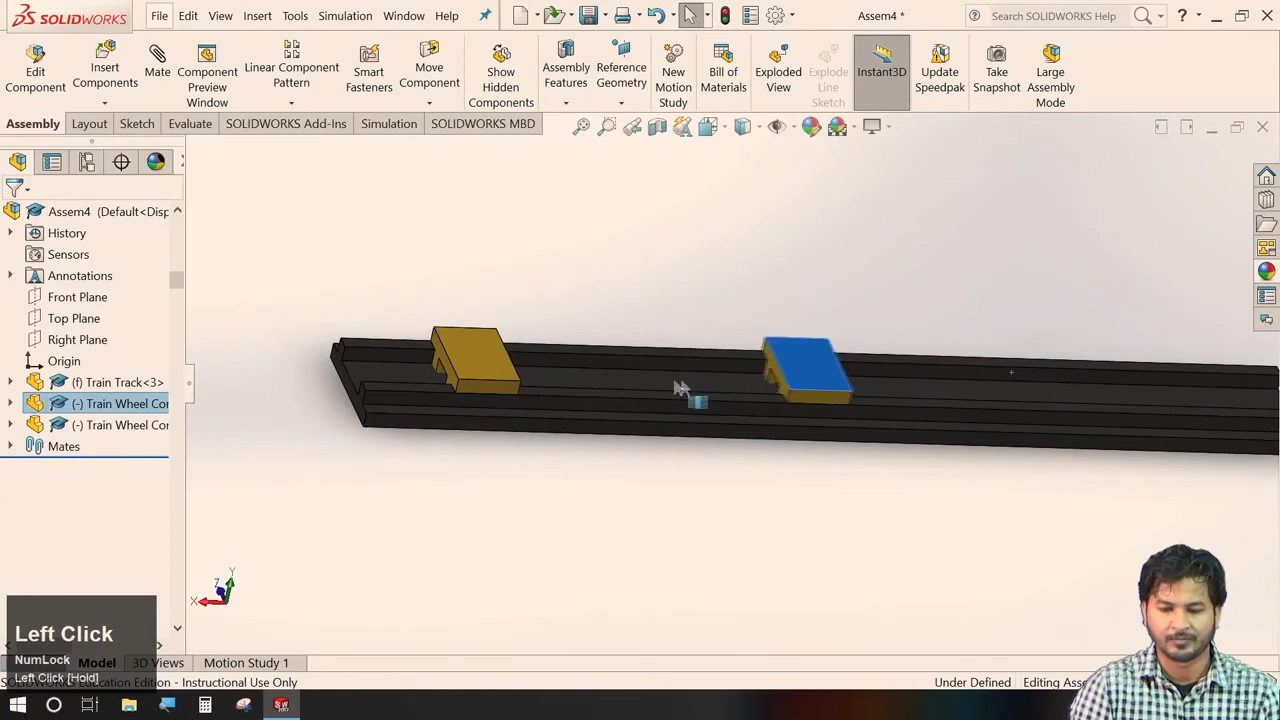 SOLIDWORKS
File
Edit
View
Insert
Tools
Simulation
Window
Help
Assem4 *
Search SOLIDWORKS Help
Edit Component
Insert Components
Mate
Component Preview Window
Linear Component Pattern
Smart Fasteners
Move Component
Show Hidden Components
Assembly Features
Reference Geometry
New Motion Study
Bill of Materials
Exploded View
Explode Line Sketch
Instant3D
Update Speedpak
Take Snapshot
Large Assembly Mode
Assembly
Layout
Sketch
Evaluate
SOLIDWORKS Add-Ins
Simulation
SOLIDWORKS MBD
Assem4 (Default<Disp
History
Sensors
Annotations
Front Plane
Top Plane
Right Plane
Origin
(f) Train Track<3>
(-) Train Wheel Cor
(-) Train Wheel Cor
Mates
Y
Z
X
Left Click
NumLock
Left Click [Hold]
Model
3D Views
Motion Study 1
SOLIDWORKS Education Edition - Instructional Use Only
Under Defined
Editing Asse